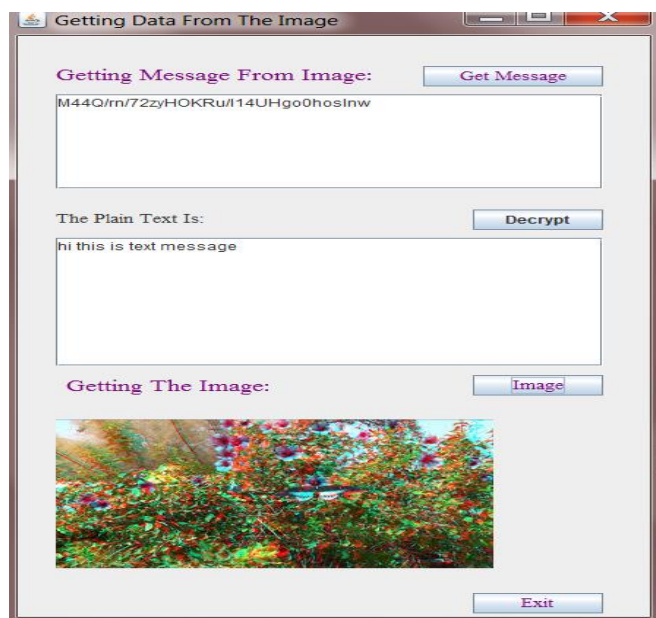 Getting Data From The Image
Getting Message From Image: Get Message
M44Q/rn/72zyHOKRu/l14UHgo0hosInw
The Plain Text Is: Decrypt
hi this is text message
Getting The Image: Image
Exit